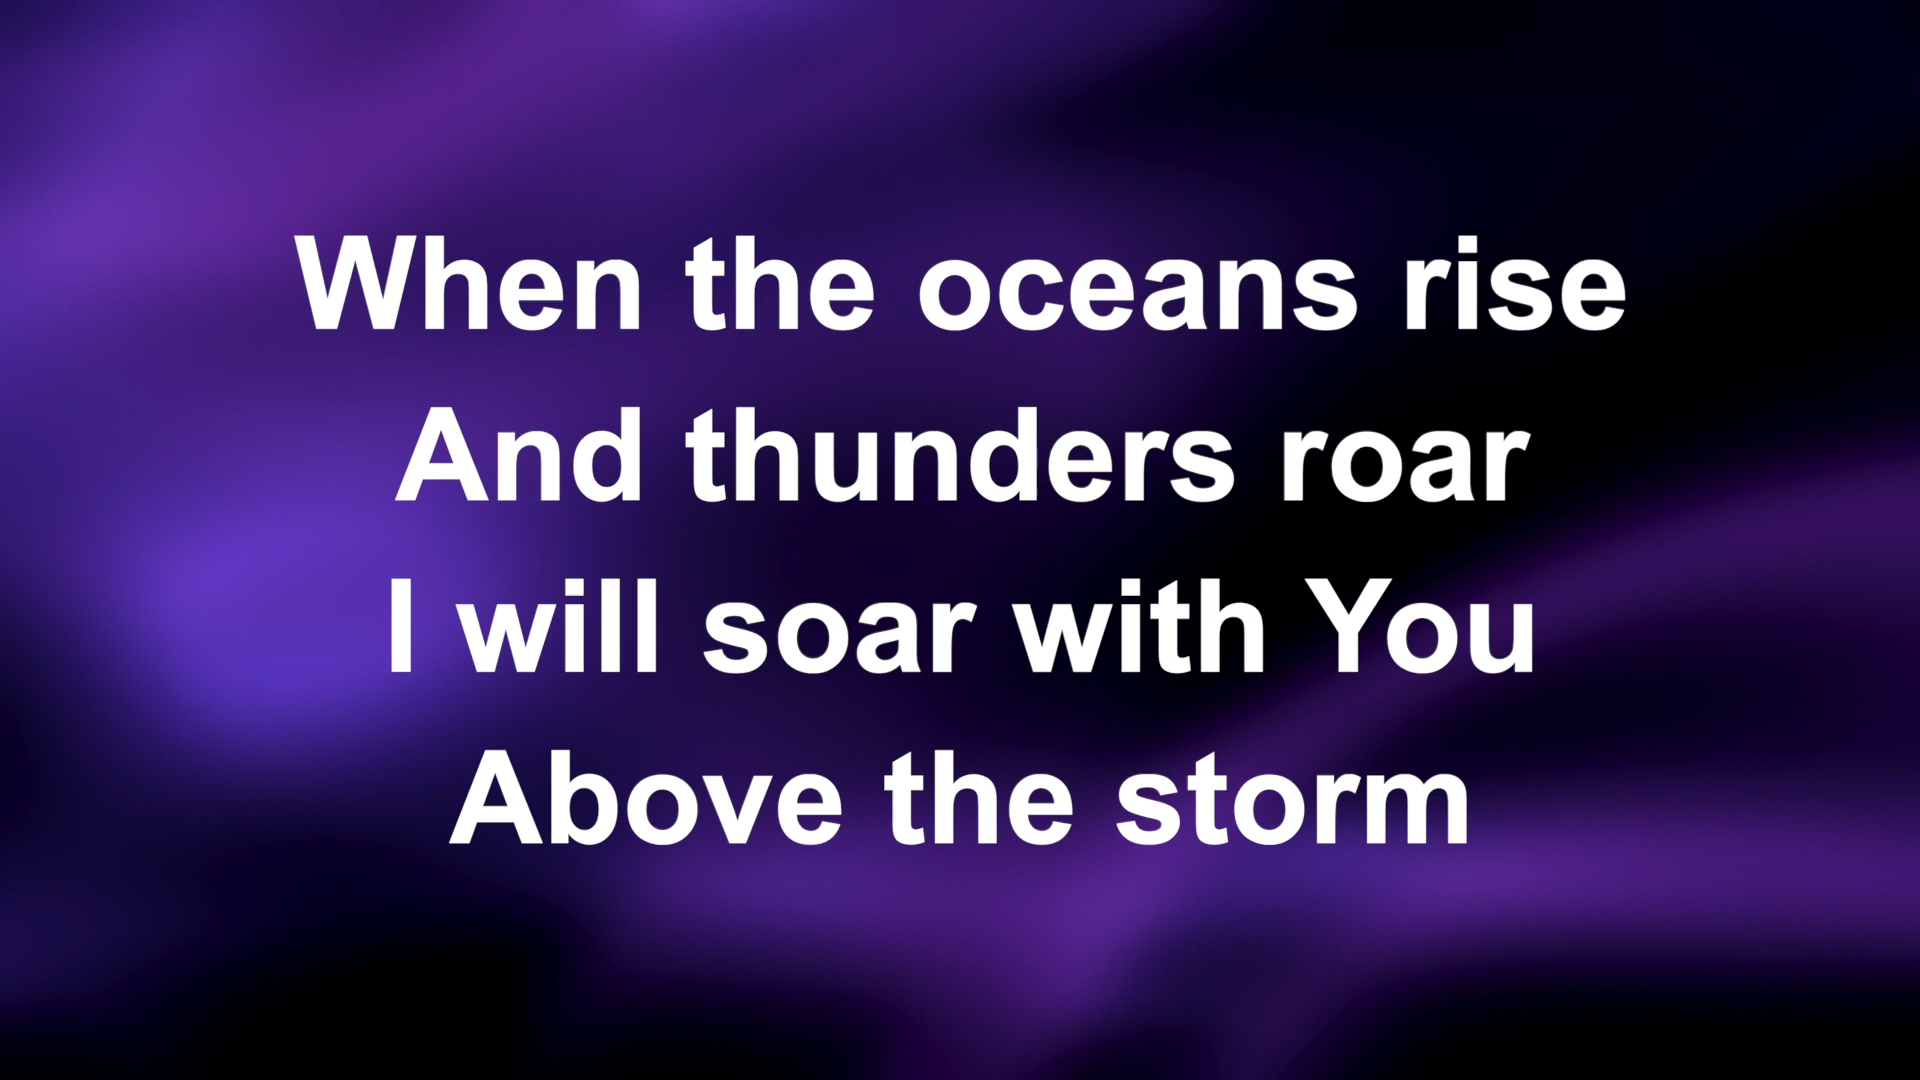 When the oceans rise
And thunders roar
I will soar with You
Above the storm